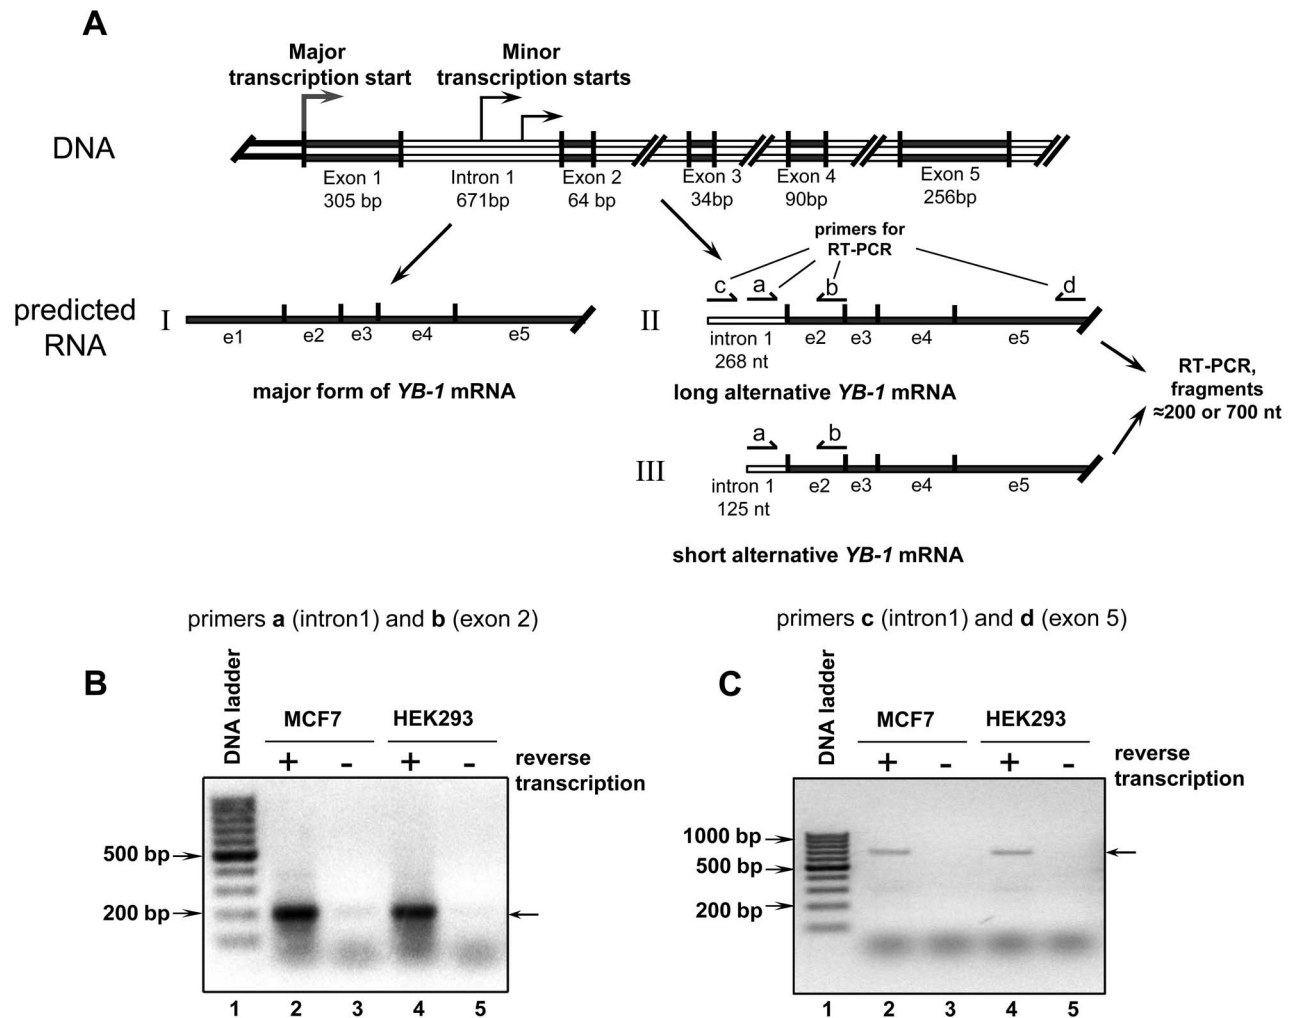 A
Major
transcription start
Minor
transcription starts
DNA
Exon 1
305 bp
Intron 1
671bp
Exon 2
64 bp
Exon 3
34bp
Exon 4
90bp
Exon 5
256bp
primers for
RT-PCR
predicted
RNA
I
e1
e2
e3
e4
e5
major form of YB-1 mRNA
II
c
a
b
d
intron 1
268 nt
e2
e3
e4
e5
long alternative YB-1 mRNA
RT-PCR,
fragments
≈200 or 700 nt
III
a
b
intron 1
125 nt
e2
e3
e4
e5
short alternative YB-1 mRNA
primers a (intron1) and b (exon 2)
B
DNA ladder
MCF7
HEK293
+ - + -
reverse
transcription
500 bp
200 bp
1 2 3 4 5
primers c (intron1) and d (exon 5)
C
DNA ladder
MCF7
HEK293
+ - + -
reverse
transcription
1000 bp
500 bp
200 bp
1 2 3 4 5